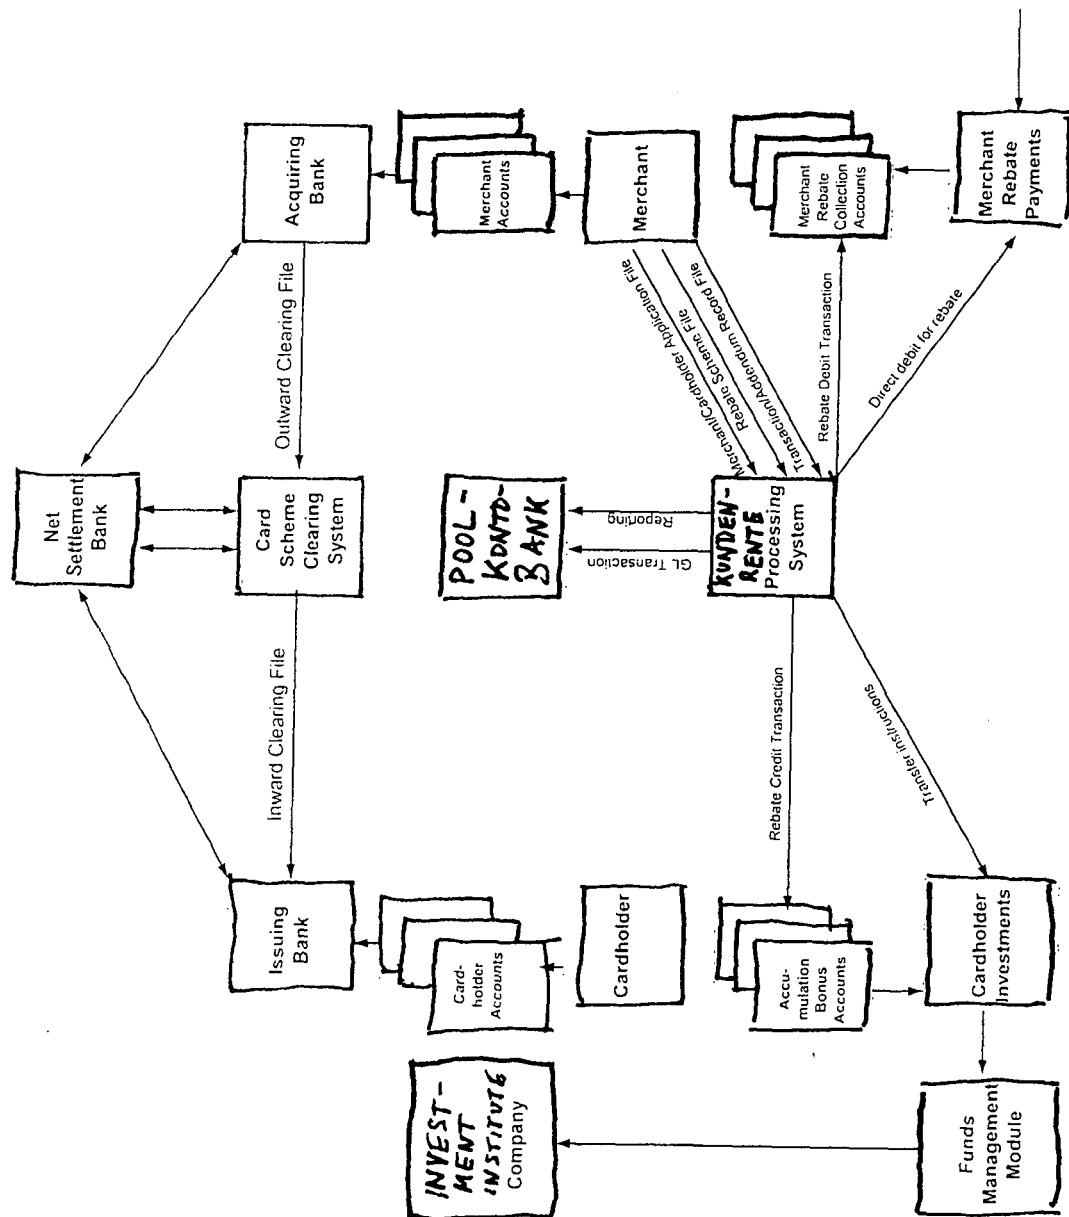 Net
Settlement
Bank
Issuing
Bank
Inward Clearing File
Card
Scheme
Clearing
System
Outward Clearing File
Acquiring
Bank
INVEST-
MENT
INSTITUTE
Company
Card-
holder
Accounts
POOL-
KONTO-
BANK
Merchant
Accounts
Cardholder
GL Transaction
Reporting
Merchant
Merchant/Cardholder Application File
Rebate Scheme File
Transaction/Addendum Record File
KUNDEN-
RENTE
Processing
System
Rebate Credit Transaction
Rebate Debit Transaction
Accu-
mulation
Bonus
Accounts
Merchant
Rebate
Collection
Accounts
Transfer instructions
Direct debit for rebate
Funds
Management
Module
Cardholder
Investments
Merchant
Rebate
Payments